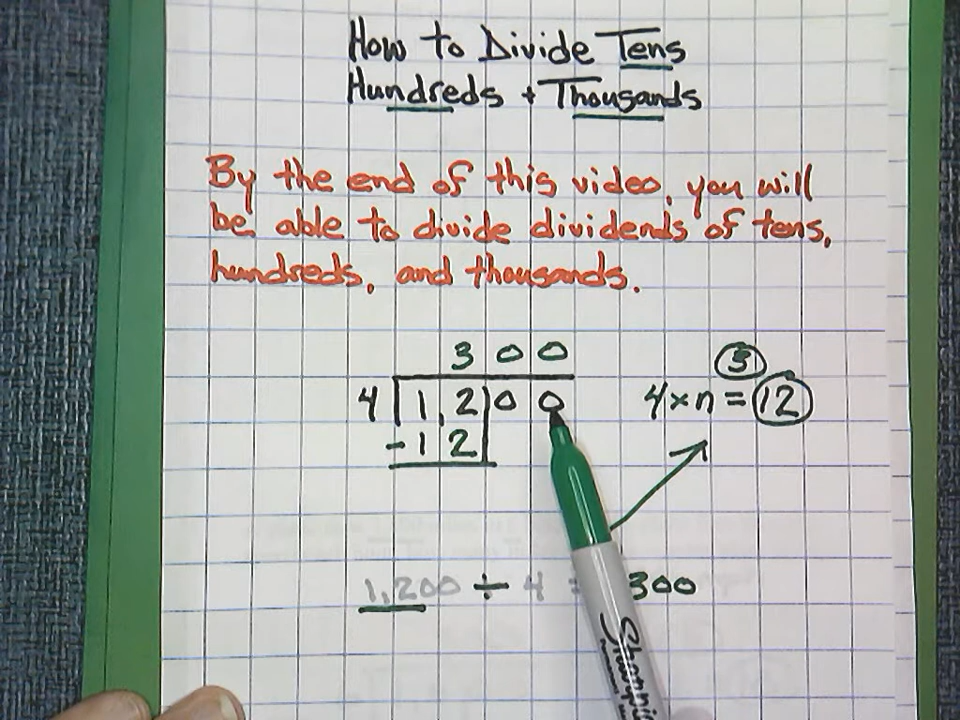 How to Divide Tens
Hundreds + Thousands
By the end of this video, you will
be able to divide dividends of tens,
hundreds, and thousands.
3 0 0
4 1,2 0 0
- 1 2
3
4 × n = 12
1,200 ÷ 4 = 300
Sharpie